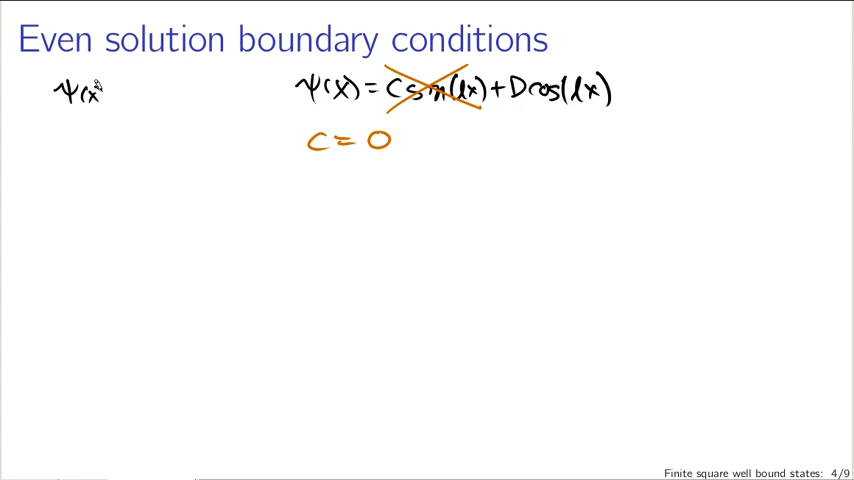 Even solution boundary conditions
ψ(x
ψ(x) = C sin(lx) + D cos(lx)
C = 0
Finite square well bound states: 4/9